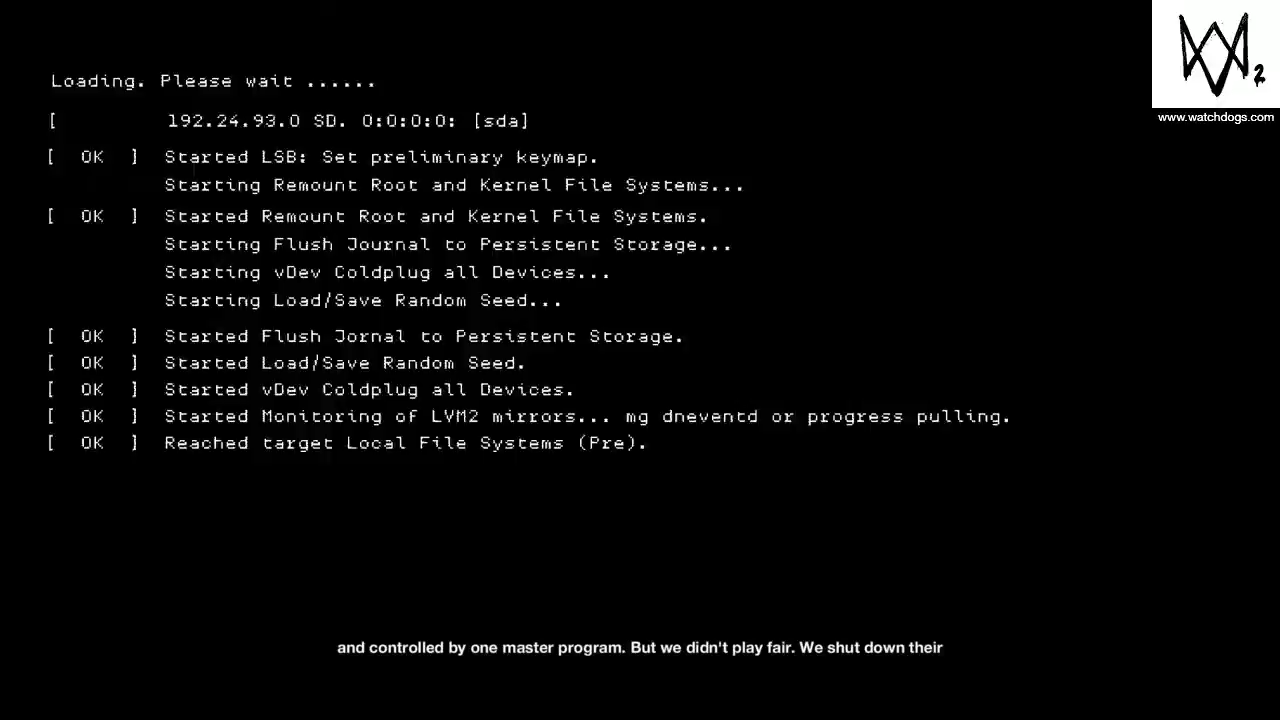 Loading. Please wait ......
[ 192.24.93.0 SD. 0:0:0:0: [sda]
[ OK ] Started LSB: Set preliminary keymap.
Starting Remount Root and Kernel File Systems...
[ OK ] Started Remount Root and Kernel File Systems.
Starting Flush Journal to Persistent Storage...
Starting vDev Coldplug all Devices...
Starting Load/Save Random Seed...
[ OK ] Started Flush Jornal to Persistent Storage.
[ OK ] Started Load/Save Random Seed.
[ OK ] Started vDev Coldplug all Devices.
[ OK ] Started Monitoring of LVM2 mirrors... mg dneventd or progress pulling.
[ OK ] Reached target Local File Systems (Pre).
and controlled by one master program. But we didn't play fair. We shut down their
2
www.watchdogs.com